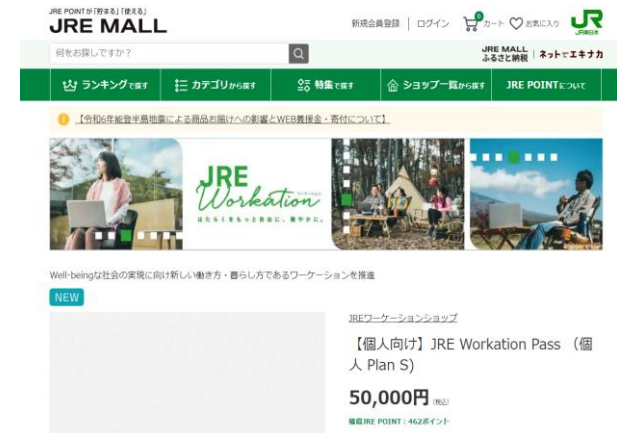 JRE POINTが「貯まる」「使える」
JRE MALL
新規会員登録 | ログイン 0 カート お気に入り JR JR東日本
何をお探しですか？
JRE MALL ふるさと納税 | ネットでエキナカ
ランキングで探す カテゴリから探す 特集で探す ショップ一覧から探す JRE POINTについて
【令和6年能登半島地震による商品お届けへの影響とWEB義援金・寄付について】
JRE
Workation
ワーケーション
はたらくをもっと自由に、健やかに。
Well-beingな社会の実現に向け新しい働き方・暮らし方であるワーケーションを推進
NEW
JREワーケーションショップ
【個人向け】JRE Workation Pass （個
人 Plan S)
50,000円 (税込)
獲得JRE POINT：462ポイント